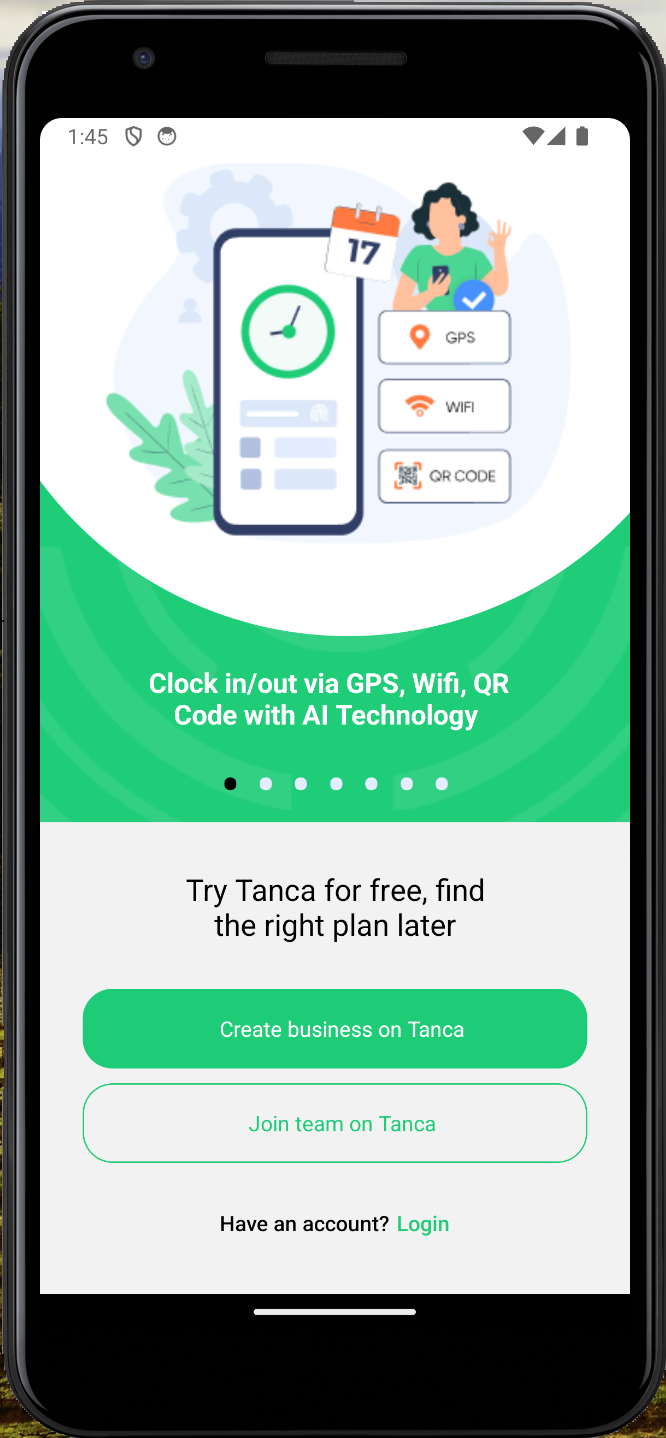 1:45
17
GPS
WIFI
QR CODE
Clock in/out via GPS, Wifi, QR
Code with AI Technology
Try Tanca for free, find
the right plan later
Create business on Tanca
Join team on Tanca
Have an account? Login